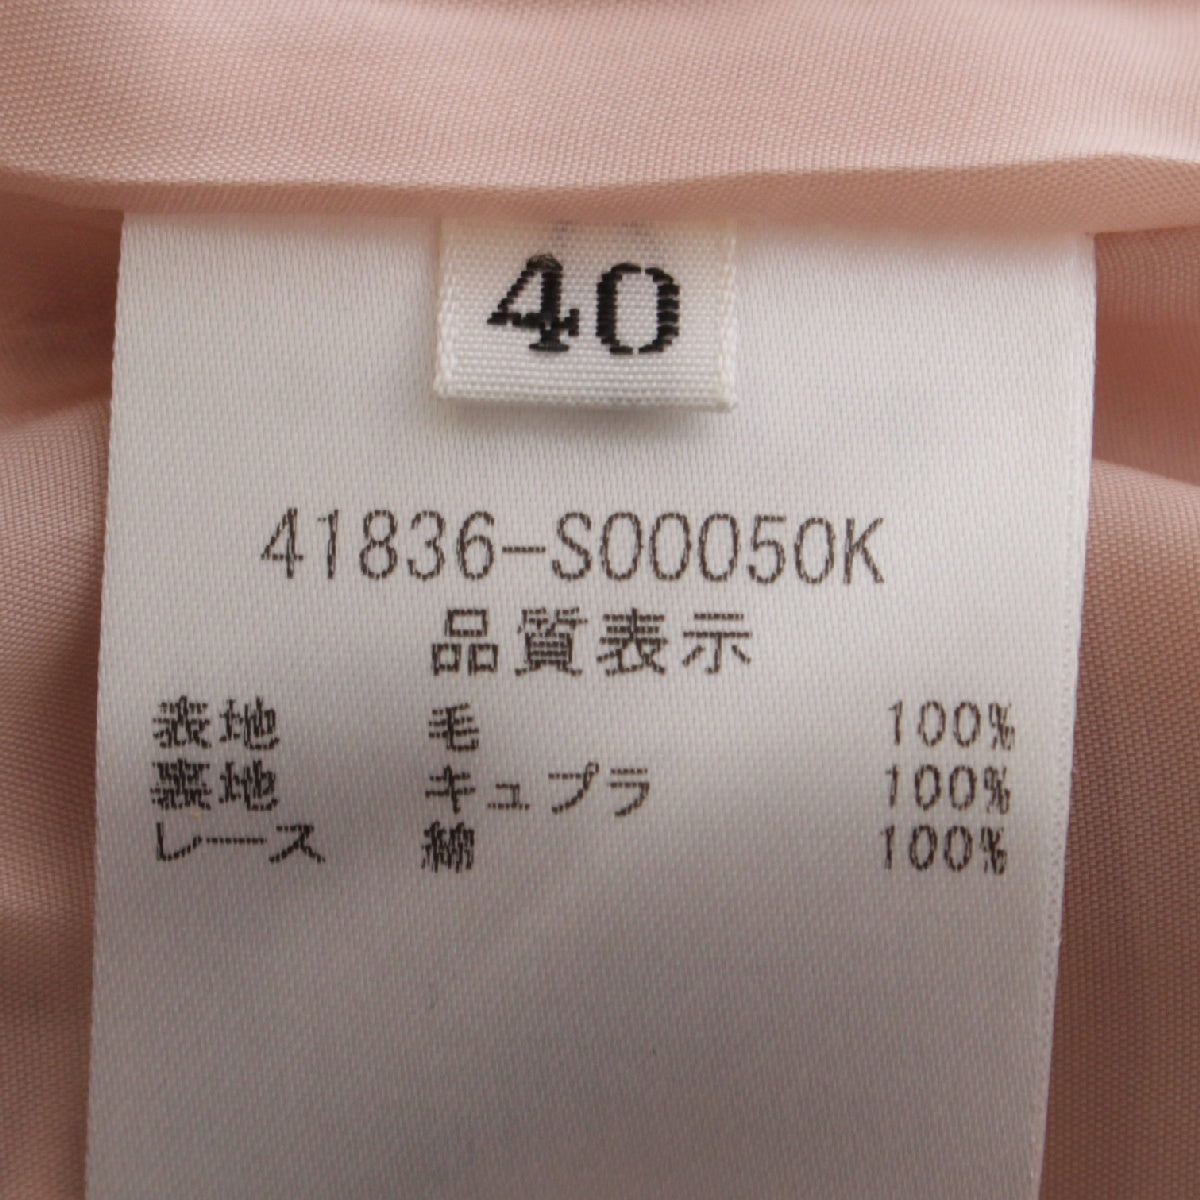 40
41836-S00050K
品質表示
表地 毛 100%
裏地 キュプラ 100%
レース 綿 100%